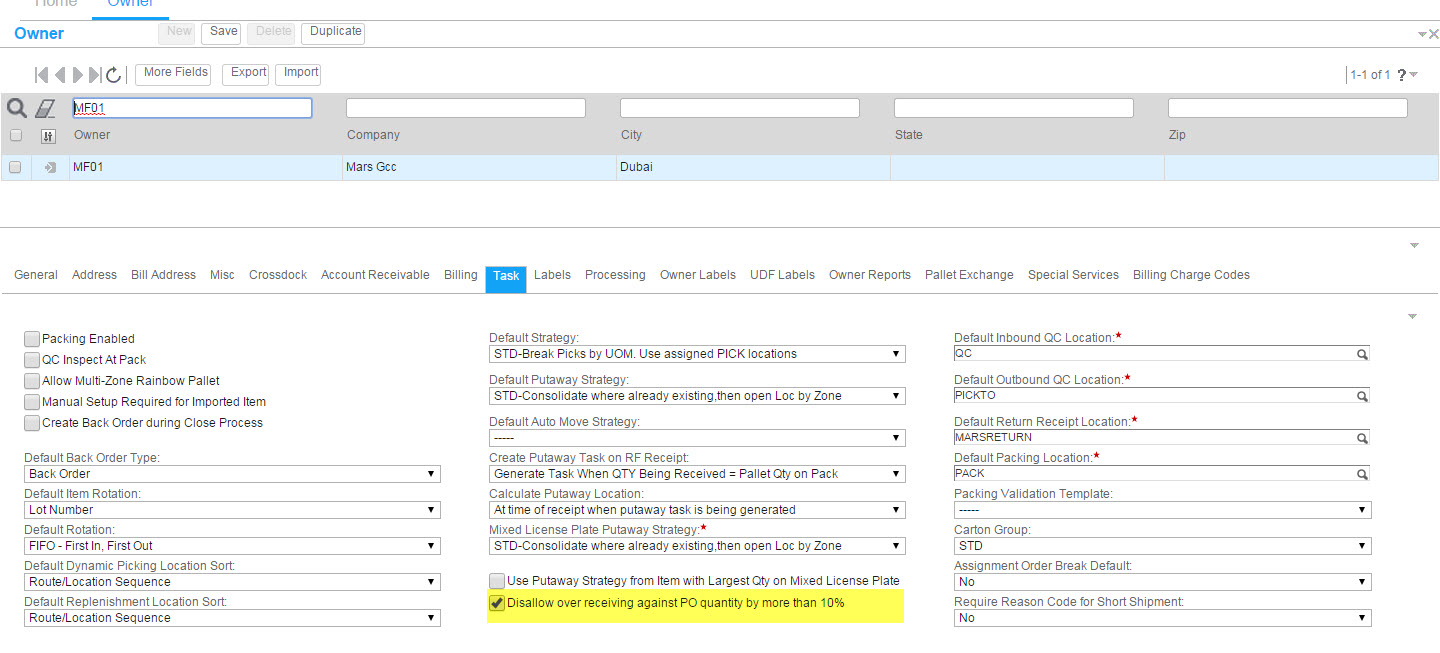 Home Owner
Owner New Save Delete Duplicate
More Fields Export Import 1-1 of 1 ?
MF01
Owner Company City State Zip
MF01 Mars Gcc Dubai
General Address Bill Address Misc Crossdock Account Receivable Billing Task Labels Processing Owner Labels UDF Labels Owner Reports Pallet Exchange Special Services Billing Charge Codes
Packing Enabled
QC Inspect At Pack
Allow Multi-Zone Rainbow Pallet
Manual Setup Required for Imported Item
Create Back Order during Close Process
Default Back Order Type:
Back Order
Default Item Rotation:
Lot Number
Default Rotation:
FIFO - First In, First Out
Default Dynamic Picking Location Sort:
Route/Location Sequence
Default Replenishment Location Sort:
Route/Location Sequence
Default Strategy:
STD-Break Picks by UOM. Use assigned PICK locations
Default Putaway Strategy:
STD-Consolidate where already existing,then open Loc by Zone
Default Auto Move Strategy:
-----
Create Putaway Task on RF Receipt:
Generate Task When QTY Being Received = Pallet Qty on Pack
Calculate Putaway Location:
At time of receipt when putaway task is being generated
Mixed License Plate Putaway Strategy:*
STD-Consolidate where already existing,then open Loc by Zone
Use Putaway Strategy from Item with Largest Qty on Mixed License Plate
Disallow over receiving against PO quantity by more than 10%
Default Inbound QC Location:*
QC
Default Outbound QC Location:*
PICKTO
Default Return Receipt Location:*
MARSRETURN
Default Packing Location:*
PACK
Packing Validation Template:
-----
Carton Group:
STD
Assignment Order Break Default:
No
Require Reason Code for Short Shipment:
No